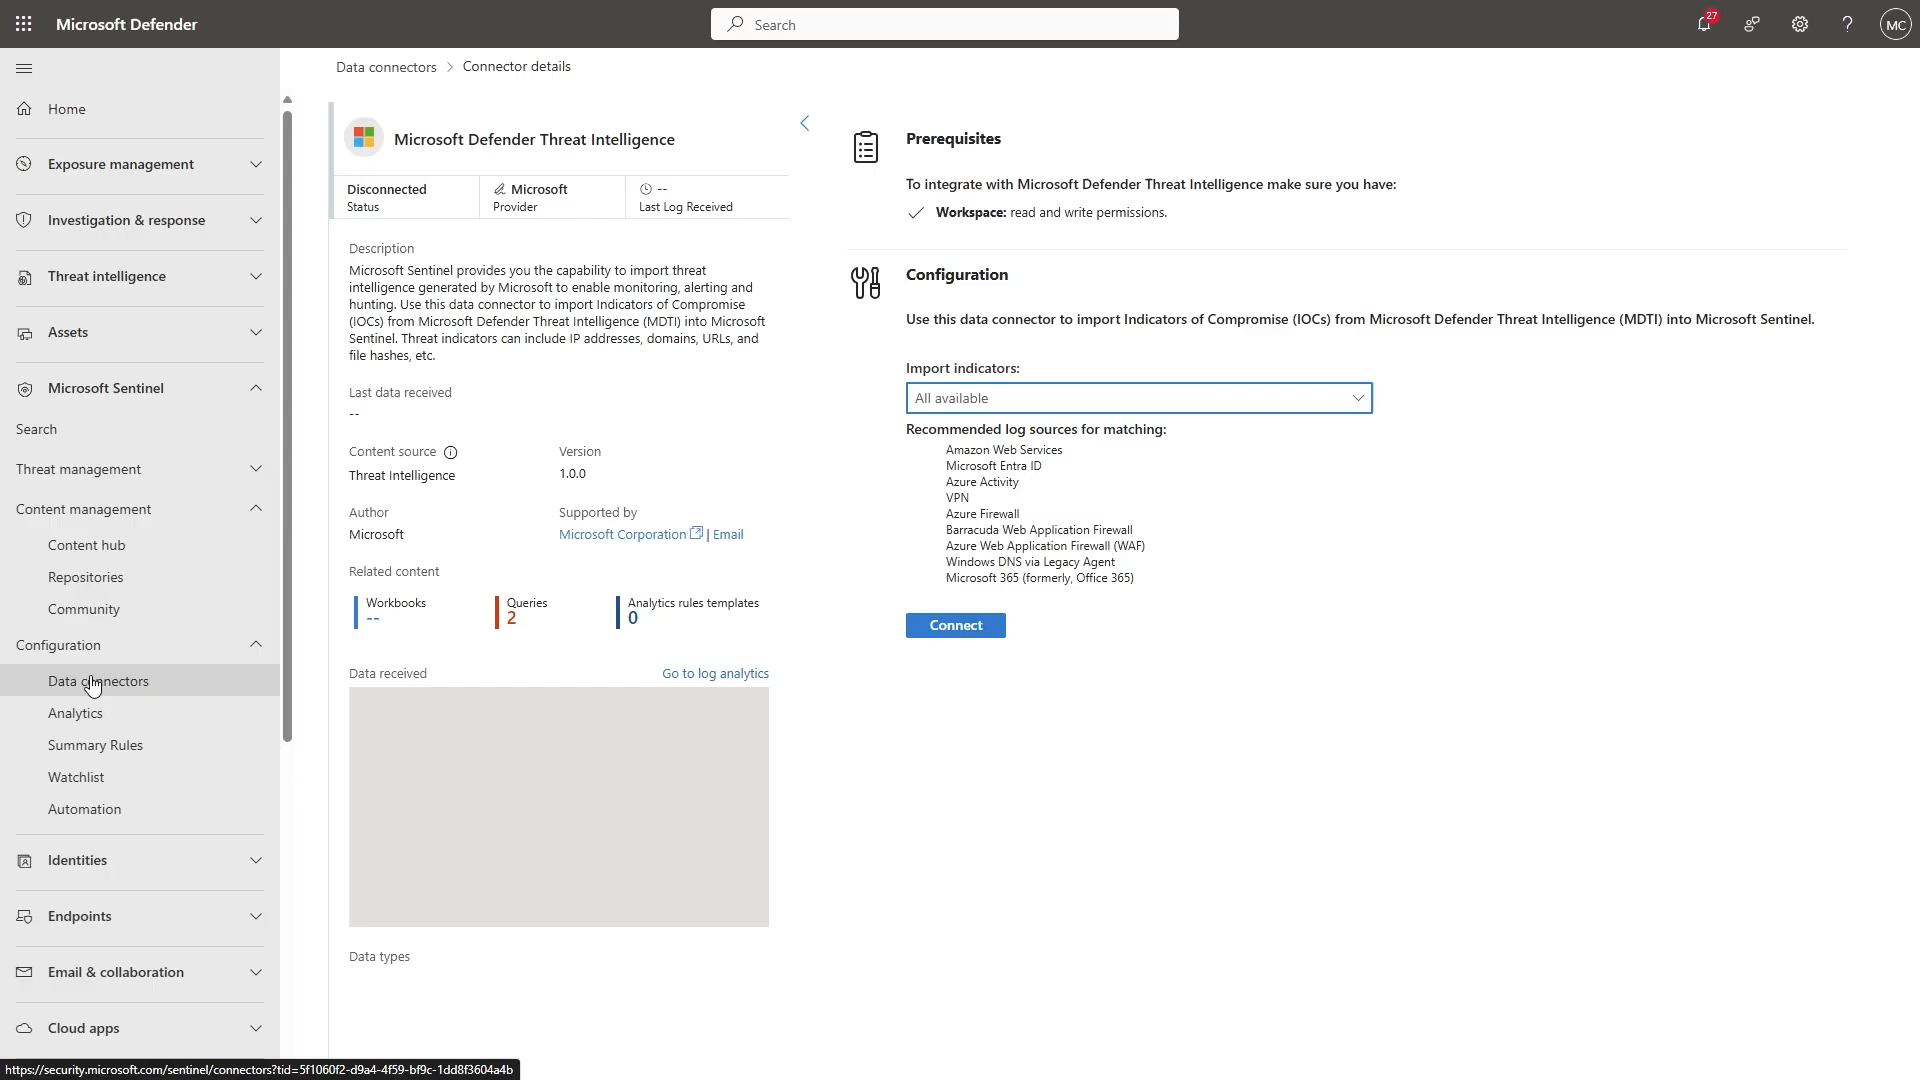 Microsoft Defender
Search
27
MC
Home
Exposure management
Investigation & response
Threat intelligence
Assets
Microsoft Sentinel
Search
Threat management
Content management
Content hub
Repositories
Community
Configuration
Data connectors
Analytics
Summary Rules
Watchlist
Automation
Identities
Endpoints
Email & collaboration
Cloud apps
https://security.microsoft.com/sentinel/connectors?tid=5f1060f2-d9a4-4f59-bf9c-1dd8f3604a4b
Data connectors > Connector details
Microsoft Defender Threat Intelligence
Disconnected
Status
Microsoft
Provider
--
Last Log Received
Description
Microsoft Sentinel provides you the capability to import threat
intelligence generated by Microsoft to enable monitoring, alerting and
hunting. Use this data connector to import Indicators of Compromise
(IOCs) from Microsoft Defender Threat Intelligence (MDTI) into Microsoft
Sentinel. Threat indicators can include IP addresses, domains, URLs, and
file hashes, etc.
Last data received
--
Content source
Threat Intelligence
Version
1.0.0
Author
Microsoft
Supported by
Microsoft Corporation | Email
Related content
Workbooks
--
Queries
2
Analytics rules templates
0
Data received
Go to log analytics
Data types
Prerequisites
To integrate with Microsoft Defender Threat Intelligence make sure you have:
Workspace: read and write permissions.
Configuration
Use this data connector to import Indicators of Compromise (IOCs) from Microsoft Defender Threat Intelligence (MDTI) into Microsoft Sentinel.
Import indicators:
All available
Recommended log sources for matching:
Amazon Web Services
Microsoft Entra ID
Azure Activity
VPN
Azure Firewall
Barracuda Web Application Firewall
Azure Web Application Firewall (WAF)
Windows DNS via Legacy Agent
Microsoft 365 (formerly, Office 365)
Connect